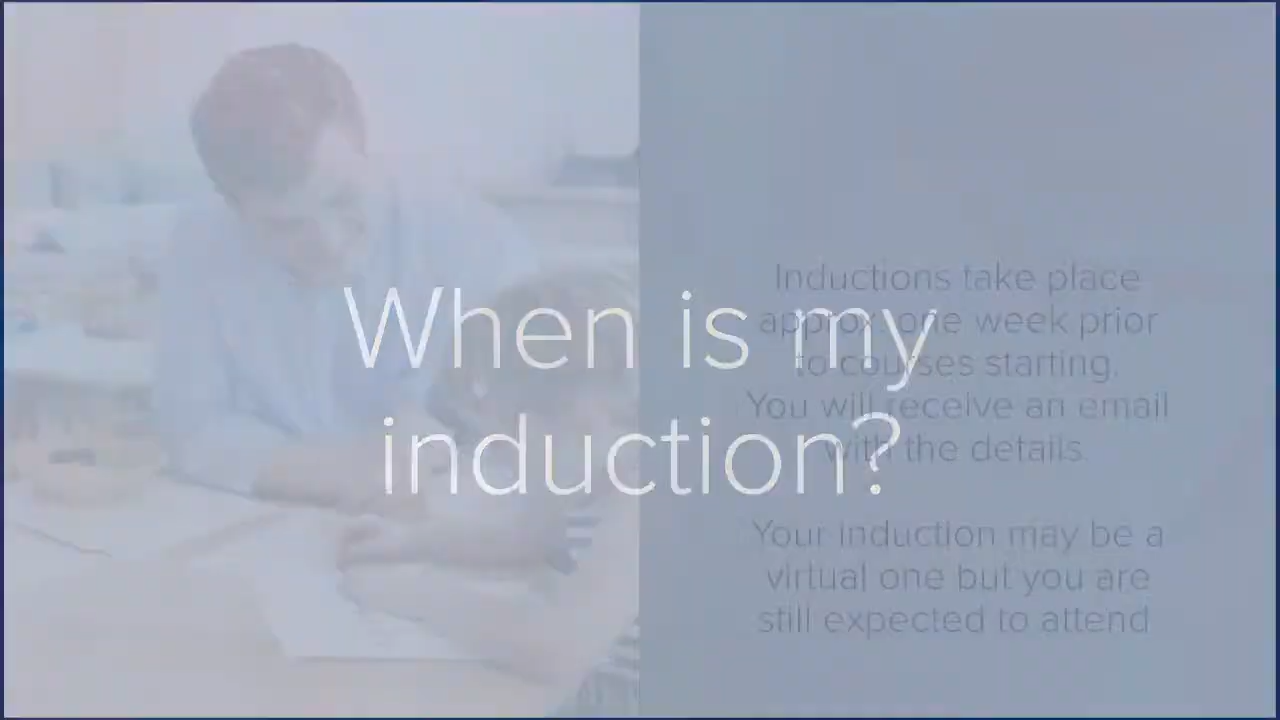 When is my
induction?
Inductions take place
approx. one week prior
to courses starting.
You will receive an email
with the details.
Your induction may be a
virtual one but you are
still expected to attend